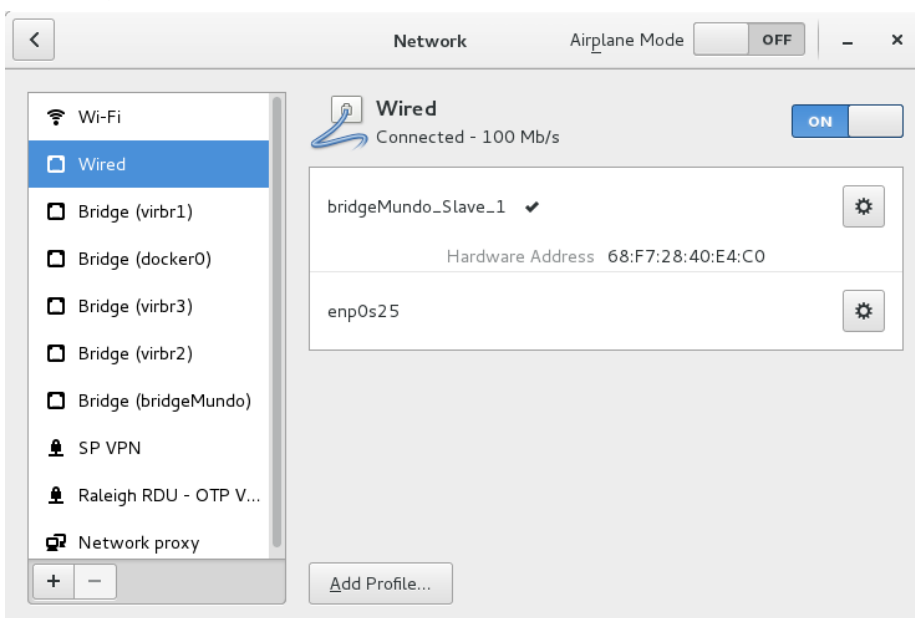 Network
Airplane Mode
OFF
Wi-Fi
Wired
Bridge (virbr1)
Bridge (docker0)
Bridge (virbr3)
Bridge (virbr2)
Bridge (bridgeMundo)
SP VPN
Raleigh RDU - OTP V...
Network proxy
Wired
Connected - 100 Mb/s
ON
bridgeMundo_Slave_1
Hardware Address 68:F7:28:40:E4:C0
enp0s25
Add Profile...